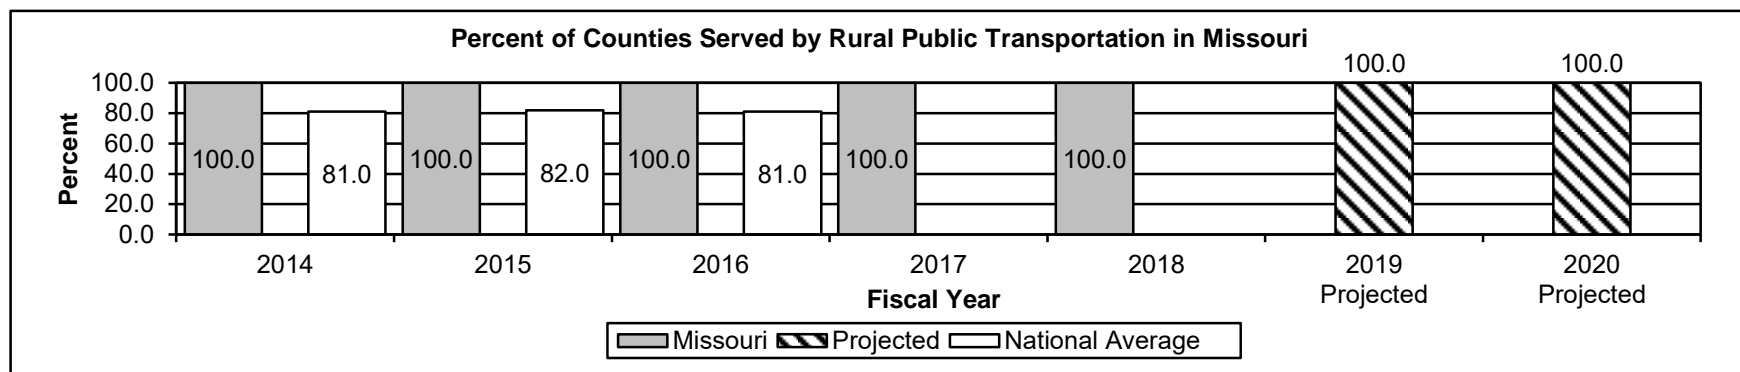 Percent of Counties Served by Rural Public Transportation in Missouri
100.0 100.0
100.0
80.0
60.0
40.0
20.0
0.0
Percent
100.0 81.0 100.0 82.0 100.0 81.0 100.0 100.0
2014 2015 2016 2017 2018 2019 2020
Projected Projected
Fiscal Year
Missouri Projected National Average